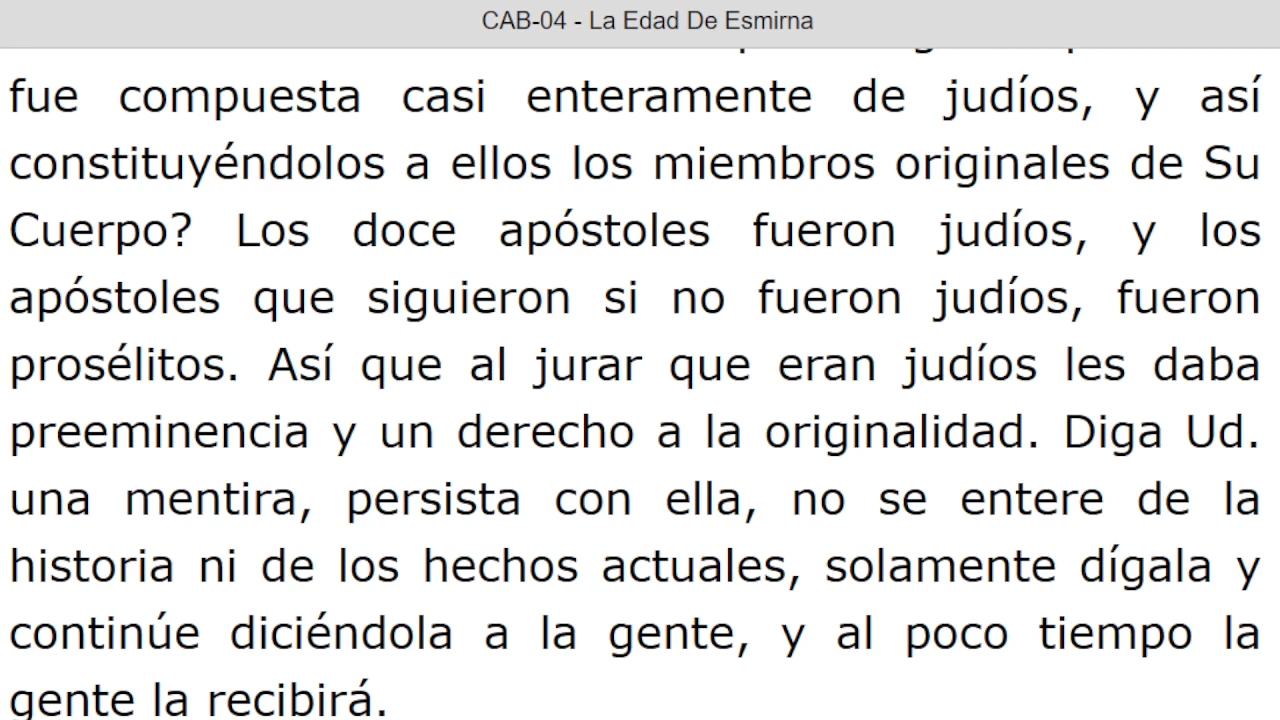 CAB-04 - La Edad De Esmirna
fue compuesta casi enteramente de judíos, y así
constituyéndolos a ellos los miembros originales de Su
Cuerpo? Los doce apóstoles fueron judíos, y los
apóstoles que siguieron si no fueron judíos, fueron
prosélitos. Así que al jurar que eran judíos les daba
preeminencia y un derecho a la originalidad. Diga Ud.
una mentira, persista con ella, no se entere de la
historia ni de los hechos actuales, solamente dígala y
continúe diciéndola a la gente, y al poco tiempo la
gente la recibirá.